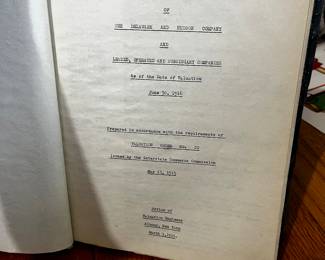 OF
THE DELAWARE AND HUDSON COMPANY
AND
LEASED, OPERATED AND SUBSIDIARY COMPANIES
As of the Date of Valuation
June 30, 1916
Prepared in accordance with the requirements of
VALUATION ORDER NO. 20
issued by the Interstate Commerce Commission
May 13, 1915
Office of
Valuation Engineer
Albany, New York
March 1,